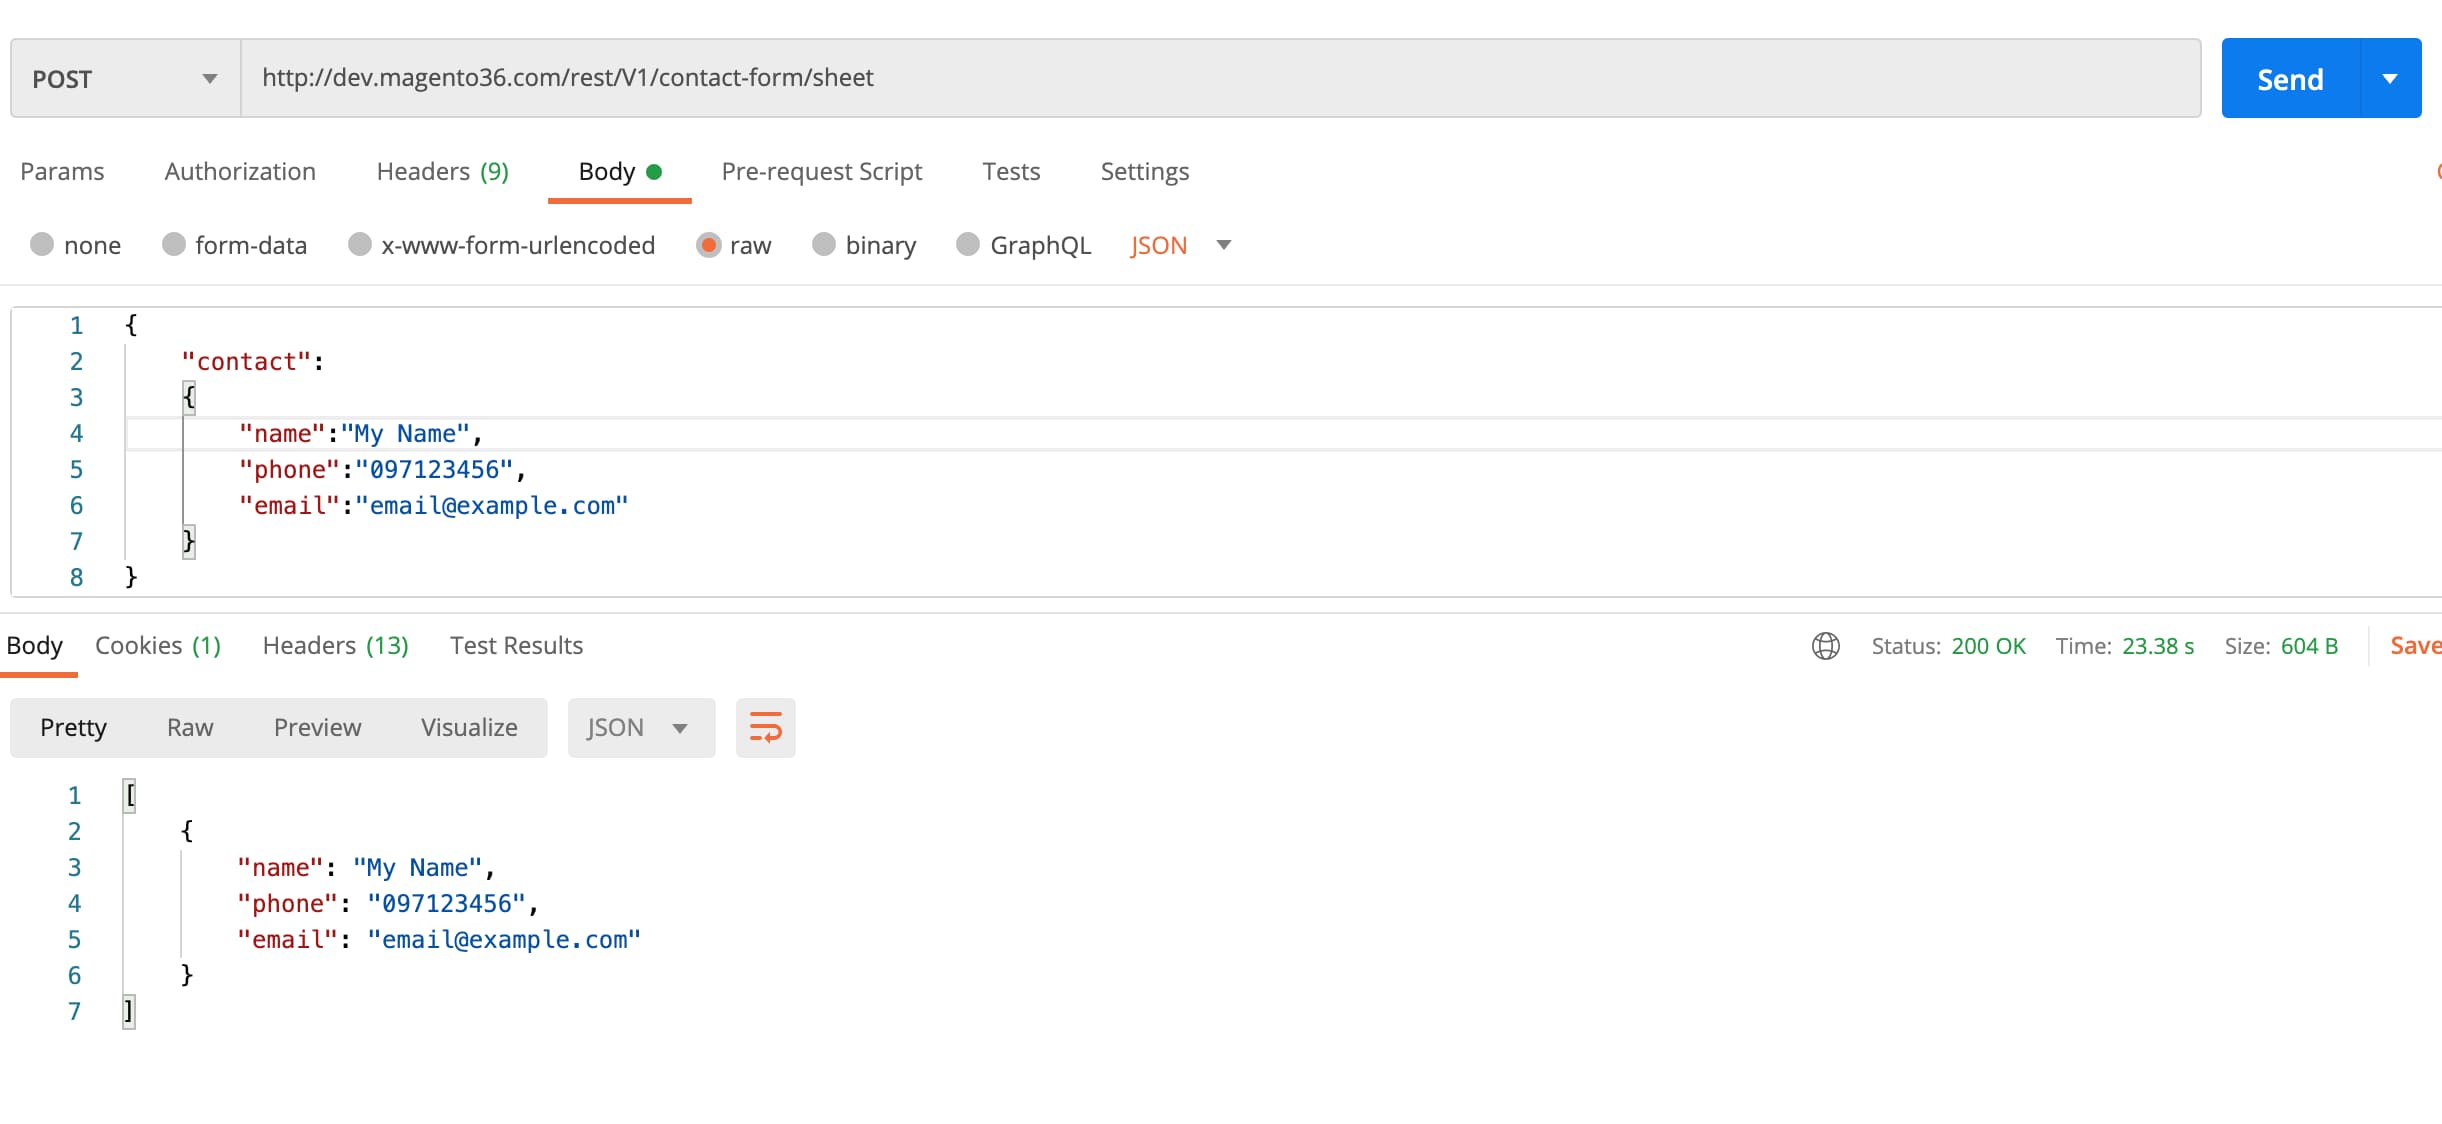 POST http://dev.magento36.com/rest/V1/contact-form/sheet Send
Params Authorization Headers (9) Body Pre-request Script Tests Settings
none form-data x-www-form-urlencoded raw binary GraphQL JSON
1 {
2 "contact":
3 {
4 "name":"My Name",
5 "phone":"097123456",
6 "email":"email@example.com"
7 }
8 }
Body Cookies (1) Headers (13) Test Results Status: 200 OK Time: 23.38 s Size: 604 B Save
Pretty Raw Preview Visualize JSON
1 [
2 {
3 "name": "My Name",
4 "phone": "097123456",
5 "email": "email@example.com"
6 }
7 ]